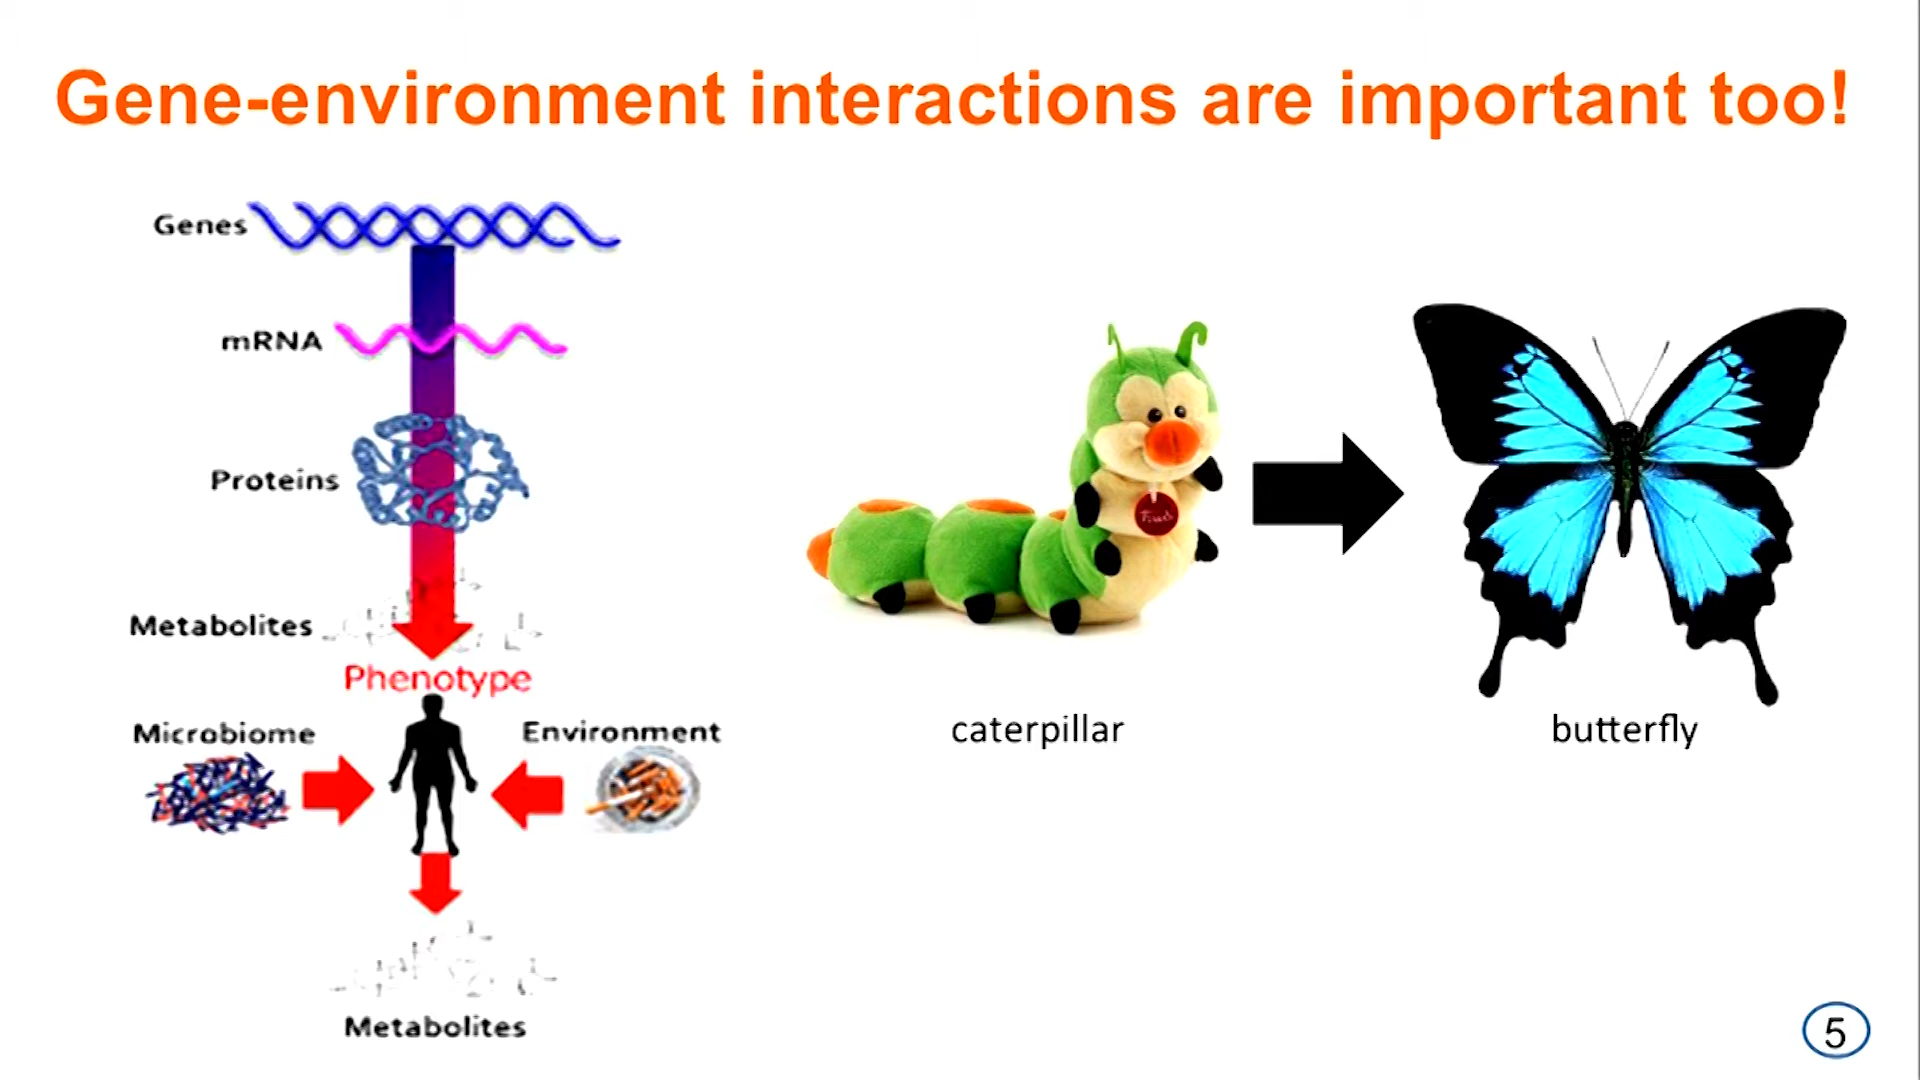 Gene-environment interactions are important too!
Genes
mRNA
Proteins
Metabolites
Phenotype
Microbiome
Environment
Metabolites
caterpillar
butterfly
5